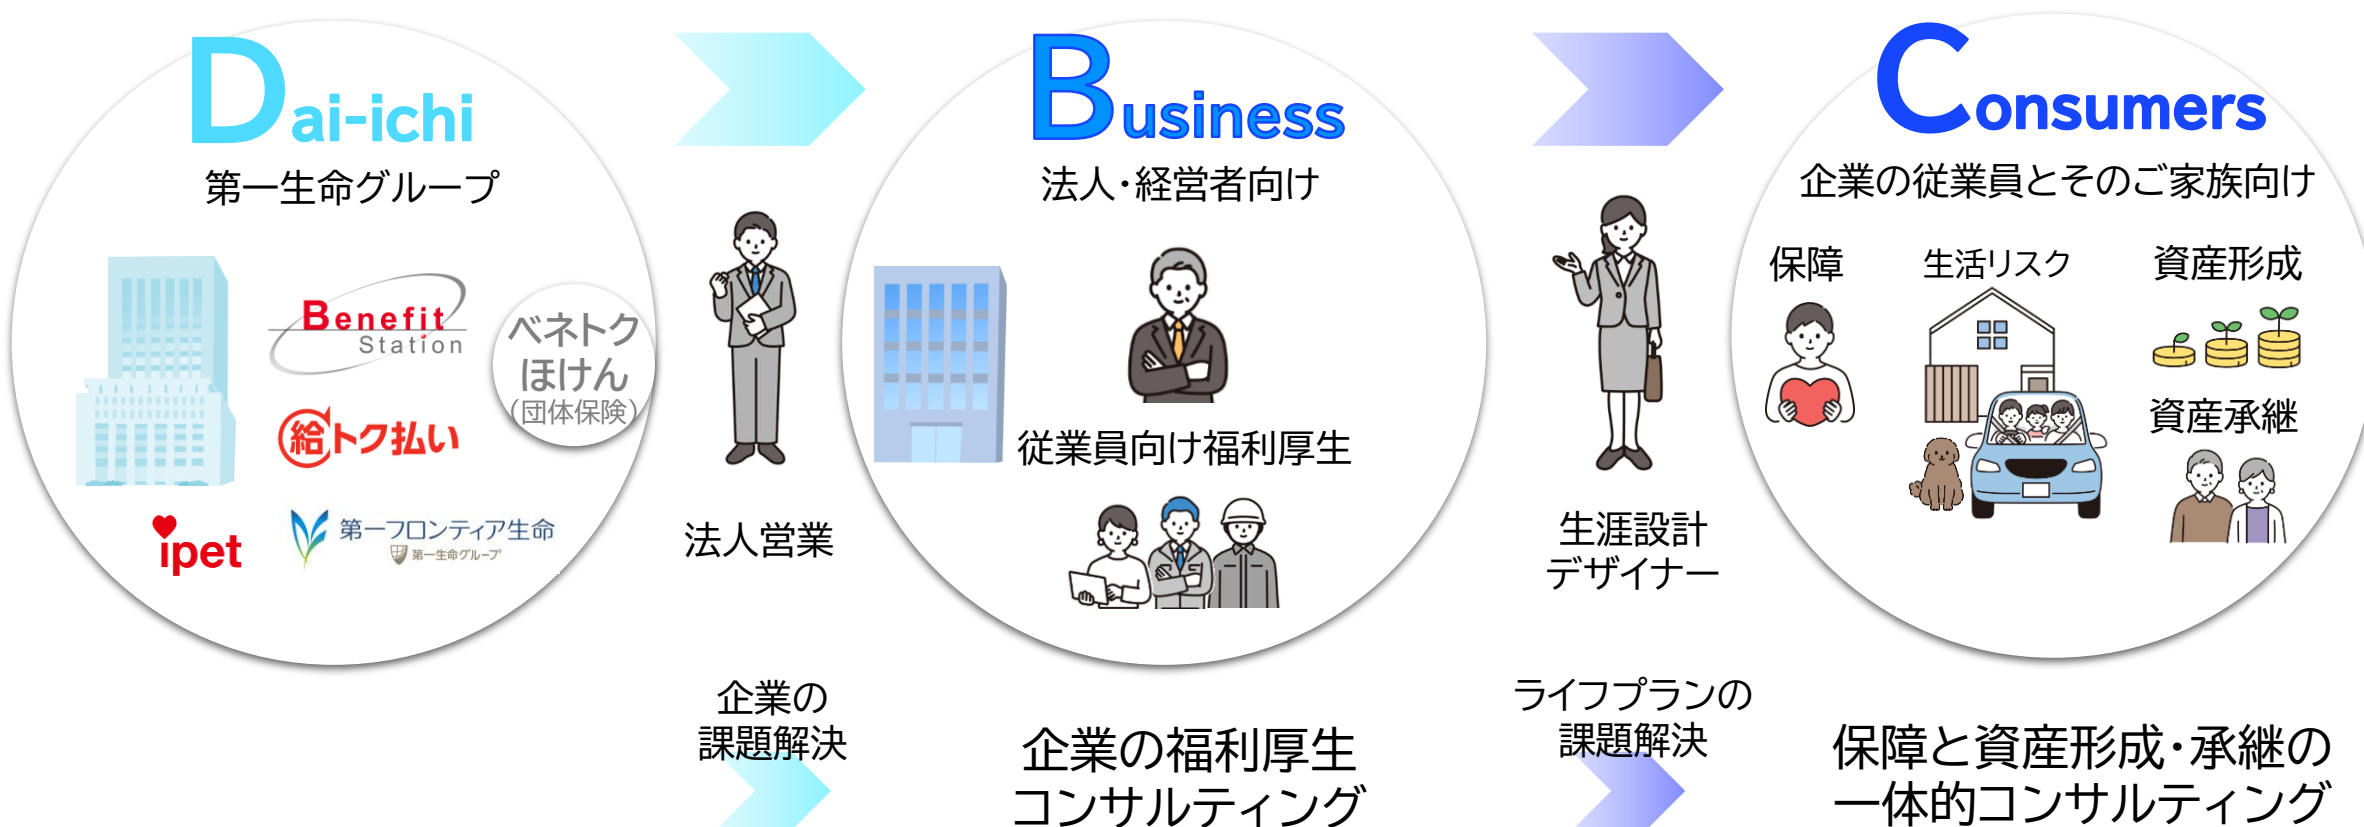 Dai-ichi
第一生命グループ
Benefit
Station
ベネトク
ほけん
（団体保険）
給トク払い
ipet
第一フロンティア生命
第一生命グループ
法人営業
企業の
課題解決
Business
法人・経営者向け
従業員向け福利厚生
企業の福利厚生
コンサルティング
生涯設計
デザイナー
ライフプランの
課題解決
Consumers
企業の従業員とそのご家族向け
保障
生活リスク
資産形成
資産承継
保障と資産形成・承継の
一体的コンサルティング